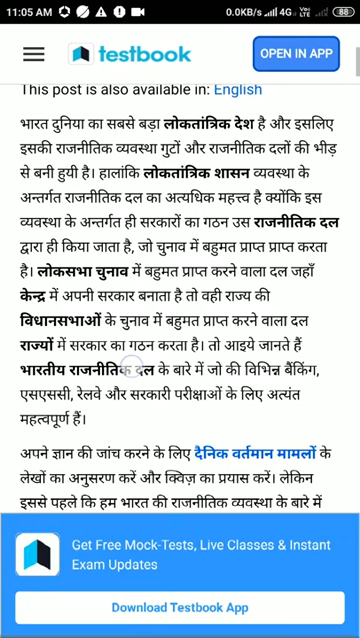 11:05 AM
0.0KB/s 4G VoLTE 88
testbook
OPEN IN APP
This post is also available in: English
भारत दुनिया का सबसे बड़ा लोकतांत्रिक देश है और इसलिए
इसकी राजनीतिक व्यवस्था गुटों और राजनीतिक दलों की भीड़
से बनी हुयी है। हालांकि लोकतांत्रिक शासन व्यवस्था के
अन्तर्गत राजनीतिक दल का अत्यधिक महत्त्व है क्योंकि इस
व्यवस्था के अन्तर्गत ही सरकारों का गठन उस राजनीतिक दल
द्वारा ही किया जाता है, जो चुनाव में बहुमत प्राप्त प्राप्त करता
है। लोकसभा चुनाव में बहुमत प्राप्त करने वाला दल जहाँ
केन्द्र में अपनी सरकार बनाता है तो वही राज्य की
विधानसभाओं के चुनाव में बहुमत प्राप्त करने वाला दल
राज्यों में सरकार का गठन करता है। तो आइये जानते हैं
भारतीय राजनीतिक दल के बारे में जो की विभिन्न बैंकिंग,
एसएससी, रेलवे और सरकारी परीक्षाओं के लिए अत्यंत
महत्वपूर्ण हैं।
अपने ज्ञान की जांच करने के लिए दैनिक वर्तमान मामलों के
लेखों का अनुसरण करें और क्विज़ का प्रयास करें। लेकिन
इससे पहले कि हम भारत की राजनीतिक व्यवस्था के बारे में
Get Free Mock-Tests, Live Classes & Instant
Exam Updates
Download Testbook App